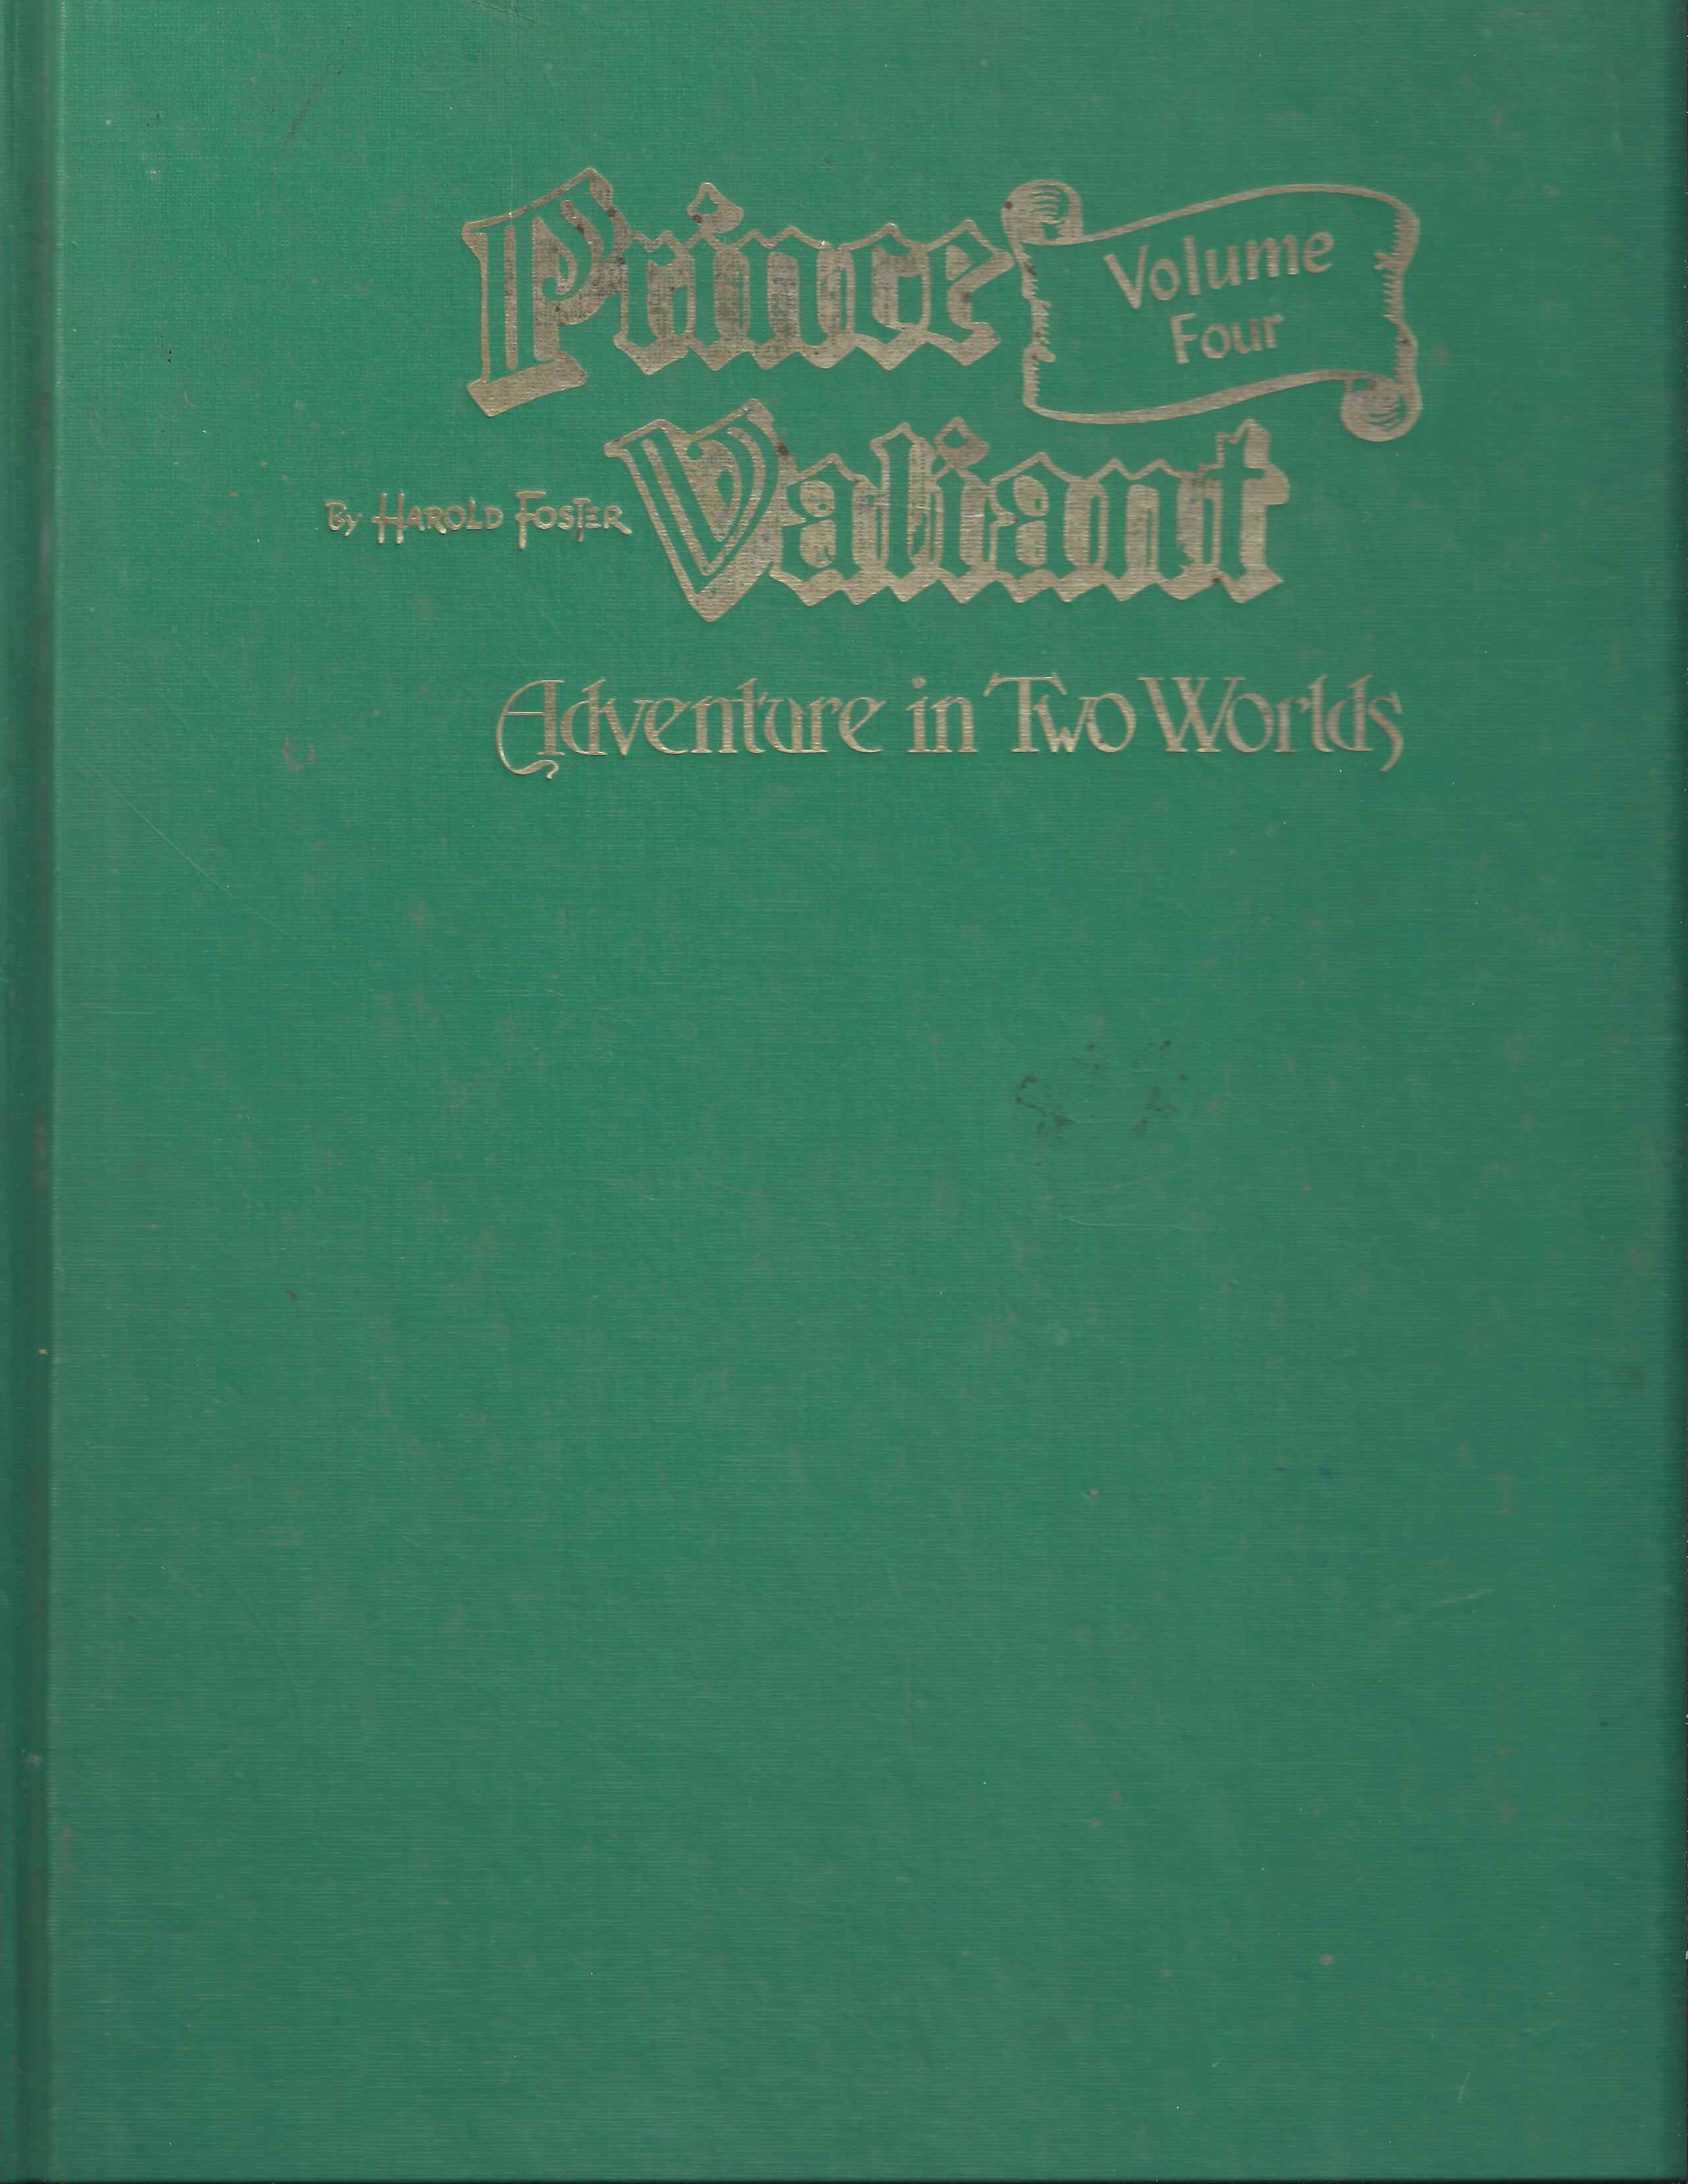 Prince
Volume
Four
Valiant
By HAROLD FOSTER
Adventure in Two Worlds